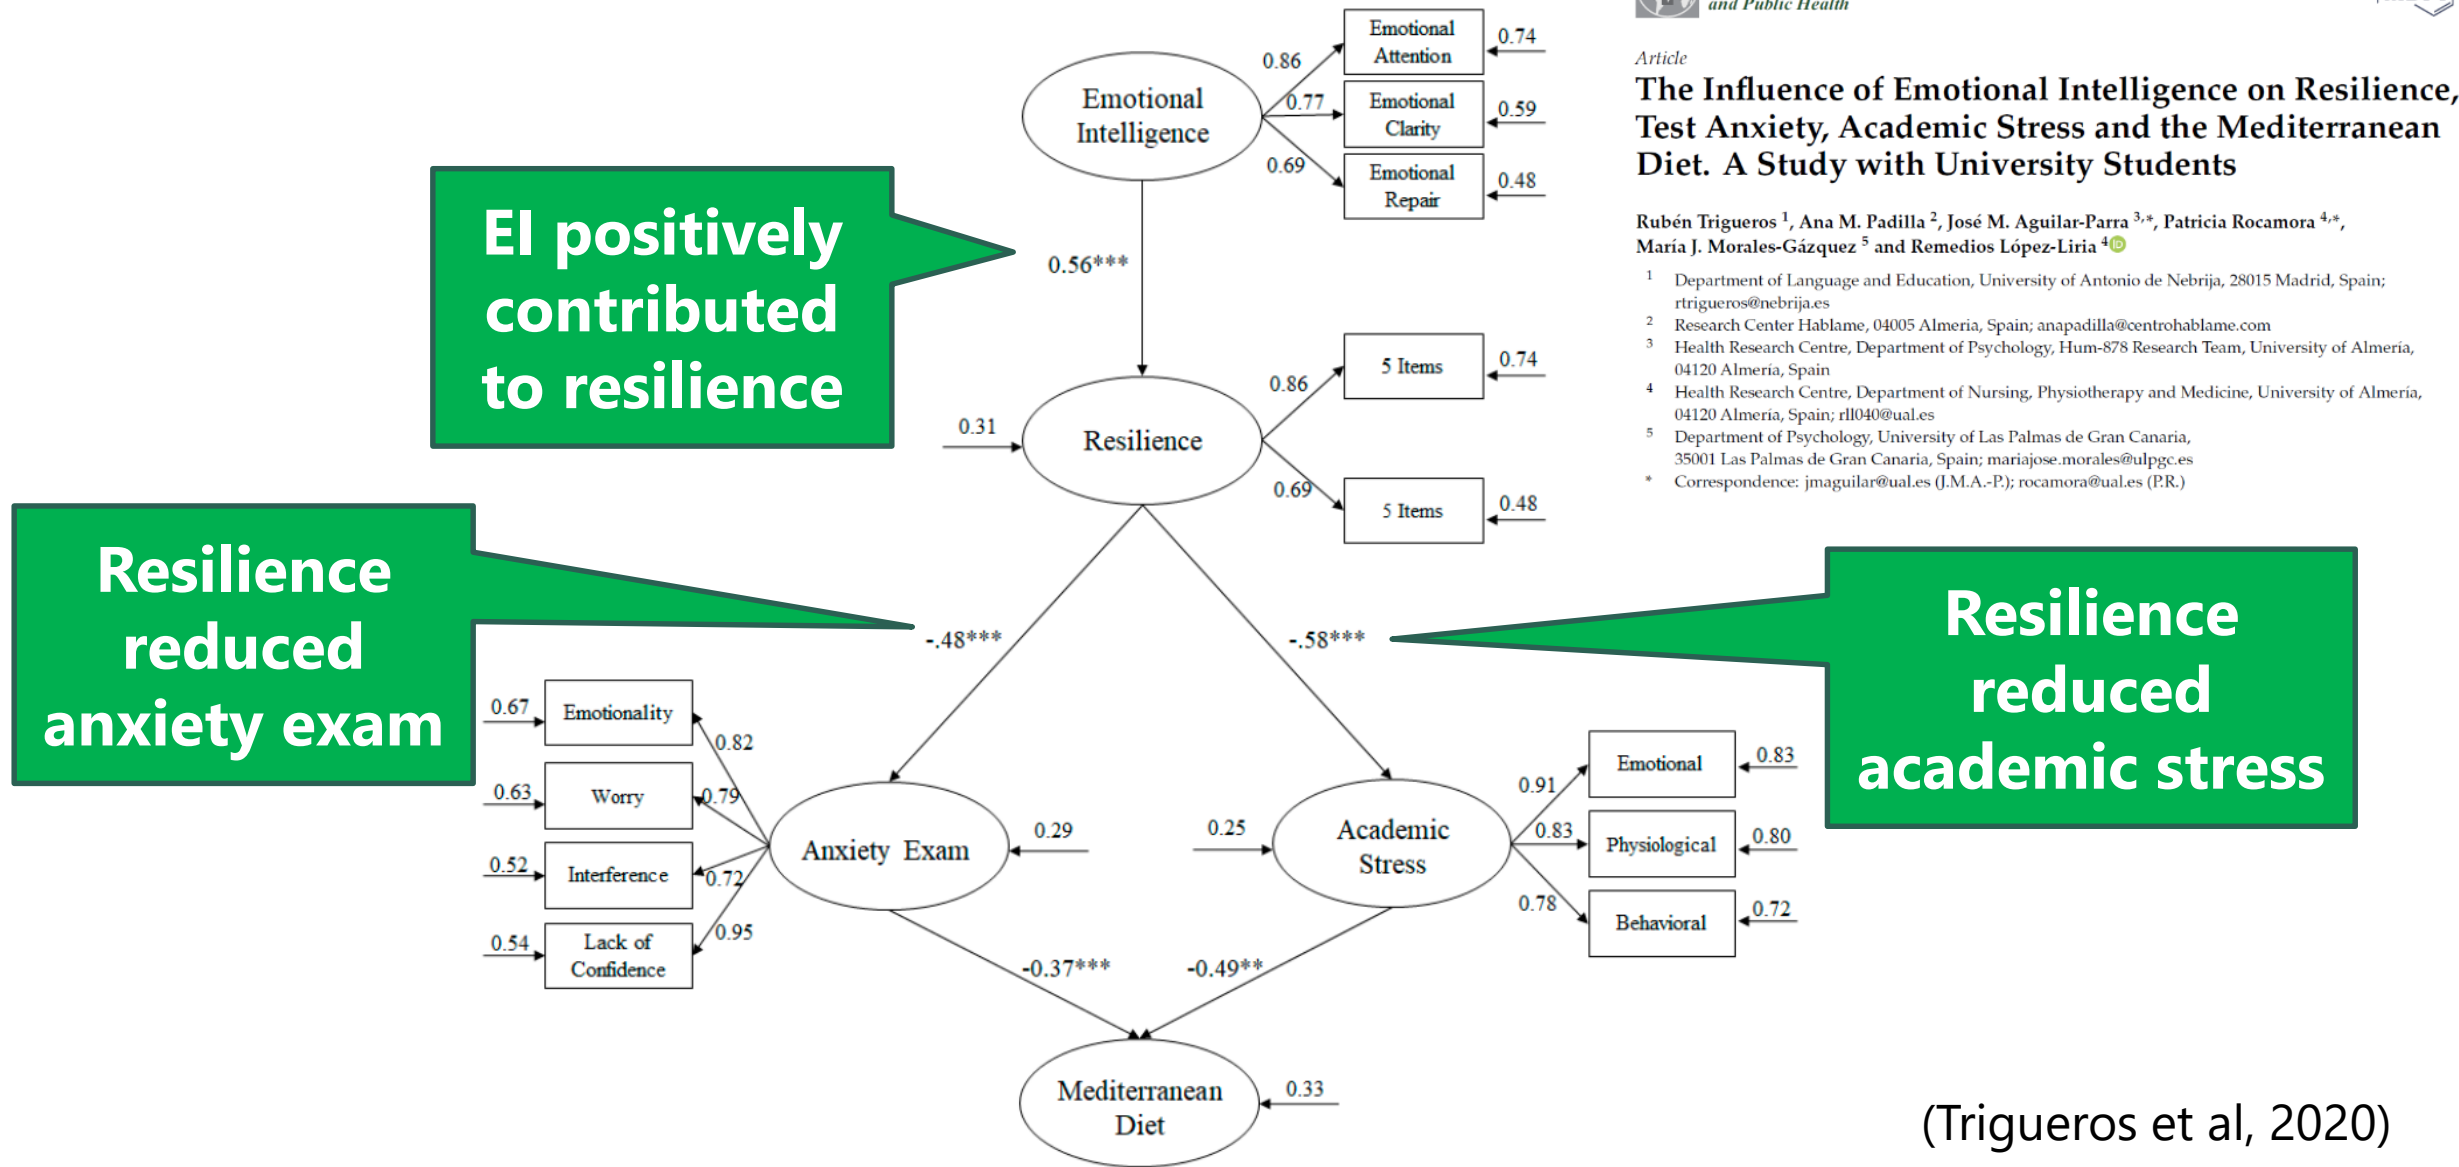 and Public Health
Article
The Influence of Emotional Intelligence on Resilience,
Test Anxiety, Academic Stress and the Mediterranean
Diet. A Study with University Students
Rubén Trigueros 1, Ana M. Padilla 2, José M. Aguilar-Parra 3,*, Patricia Rocamora 4,*,
María J. Morales-Gázquez 5 and Remedios López-Liria 4 iD
1 Department of Language and Education, University of Antonio de Nebrija, 28015 Madrid, Spain;
rtrigueros@nebrija.es
2 Research Center Hablame, 04005 Almeria, Spain; anapadilla@centrohablame.com
3 Health Research Centre, Department of Psychology, Hum-878 Research Team, University of Almería,
04120 Almería, Spain
4 Health Research Centre, Department of Nursing, Physiotherapy and Medicine, University of Almería,
04120 Almería, Spain; rll040@ual.es
5 Department of Psychology, University of Las Palmas de Gran Canaria,
35001 Las Palmas de Gran Canaria, Spain; mariajose.morales@ulpgc.es
* Correspondence: jmaguilar@ual.es (J.M.A.-P.); rocamora@ual.es (P.R.)
Emotional
Intelligence
0.86
Emotional
Attention
0.74
0.77
Emotional
Clarity
0.59
0.69
Emotional
Repair
0.48
EI positively
contributed
to resilience
0.56***
0.31
Resilience
0.86
5 Items
0.74
0.69
5 Items
0.48
Resilience
reduced
anxiety exam
-.48***
-.58***
Resilience
reduced
academic stress
0.67
Emotionality
0.82
0.63
Worry
0.79
0.52
Interference
0.72
0.54
Lack of
Confidence
0.95
Anxiety Exam
0.29
0.25
Academic
Stress
0.91
Emotional
0.83
0.83
Physiological
0.80
0.78
Behavioral
0.72
-0.37***
-0.49**
Mediterranean
Diet
0.33
(Trigueros et al, 2020)